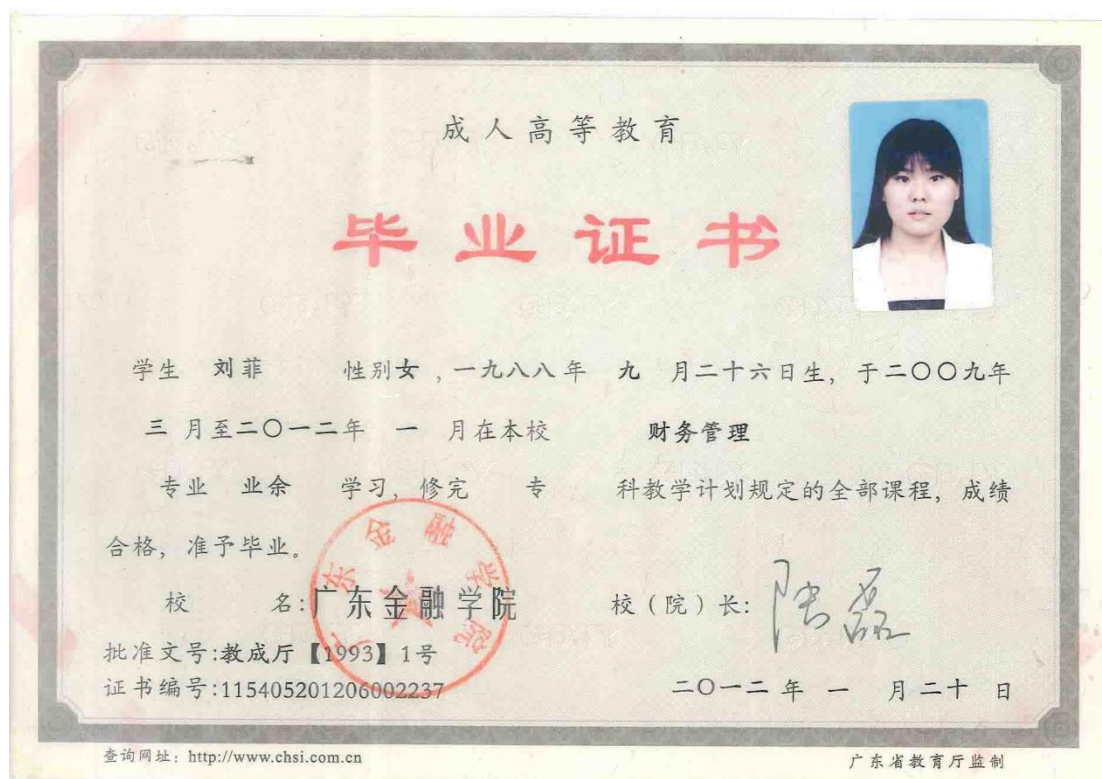 成人高等教育
毕业证书
学生 刘菲 性别女，一九八八年 九 月二十六日生，于二〇〇九年
三 月至二〇一二年 一 月在本校 财务管理
专业 业余 学习，修完 专 科教学计划规定的全部课程，成绩
合格，准予毕业。
校 名:广东金融学院 校（院）长:
批准文号:教成厅【1993】1号
证书编号:115405201206002237 二〇一二 年 一 月二十 日
查询网址：http://www.chsi.com.cn 广东省教育厅监制
广东金融学院